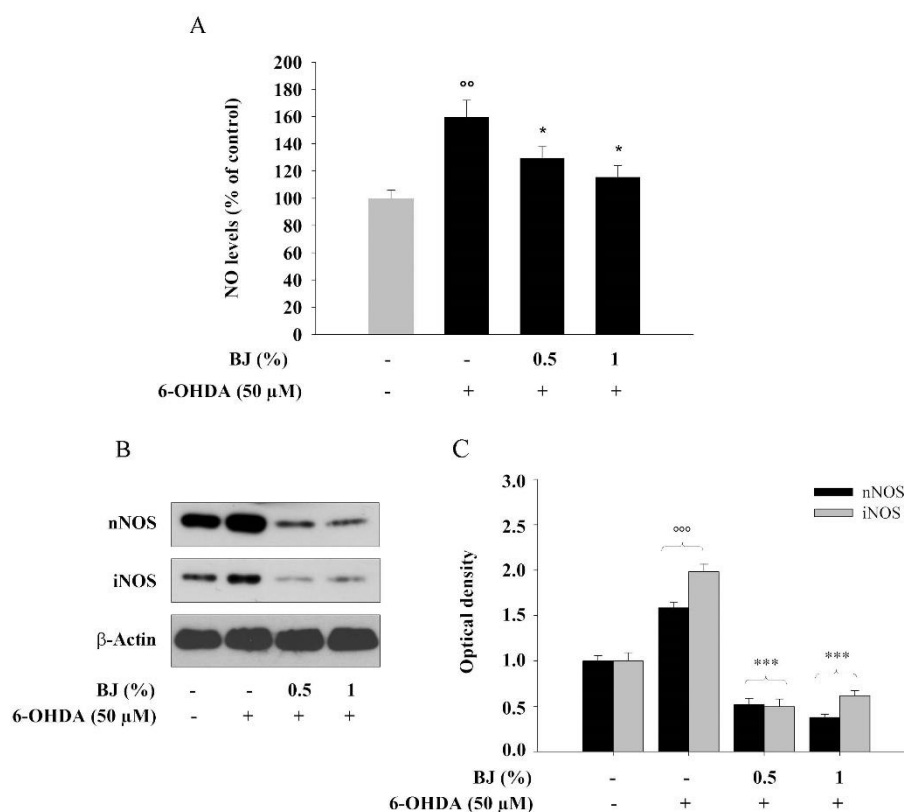 A
NO levels (% of control)
200
180
160
140
120
100
80
60
40
20
0
°°
*
*
BJ (%) - - 0.5 1
6-OHDA (50 µM) - + + +
B
nNOS
iNOS
β-Actin
BJ (%) - - 0.5 1
6-OHDA (50 µM) - + + +
C
Optical density
3.0
2.5
2.0
1.5
1.0
0.5
0.0
nNOS
iNOS
°°°
***
***
BJ (%) - - 0.5 1
6-OHDA (50 µM) - + + +